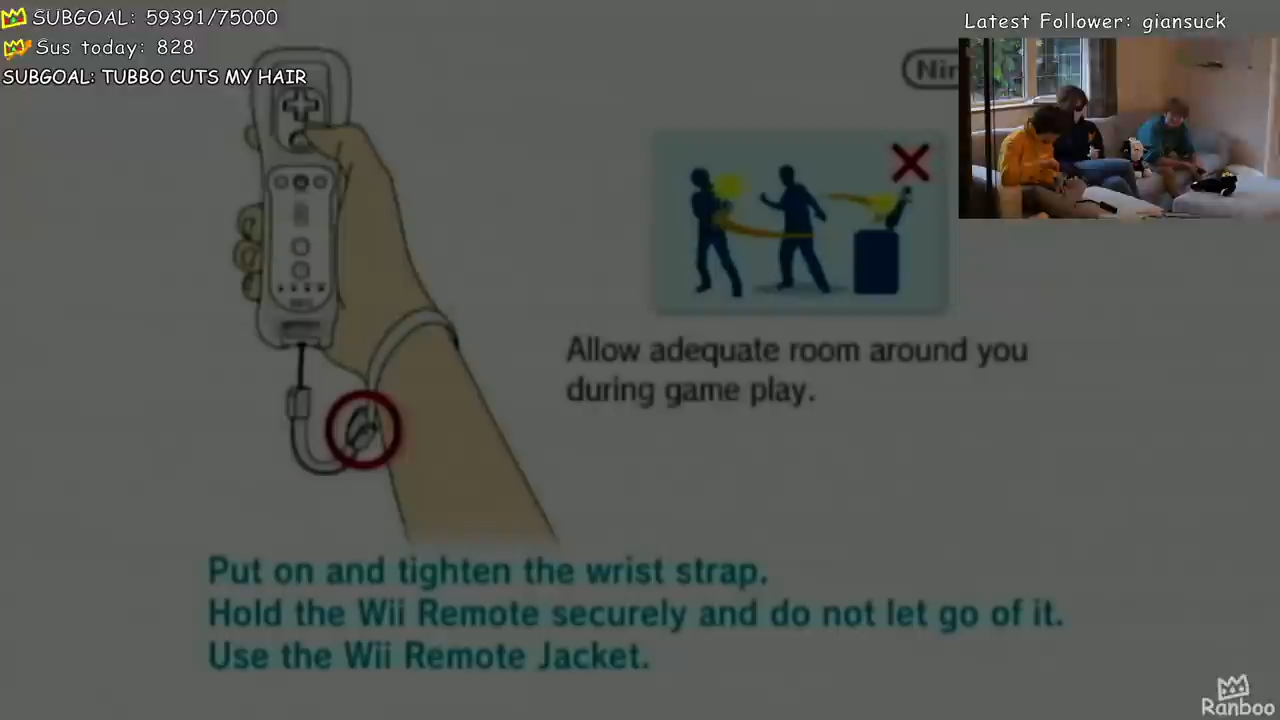 SUBGOAL: 59391/75000
Latest Follower: giansuck
Sus today: 828
SUBGOAL: TUBBO CUTS MY HAIR
Nin
Allow adequate room around you
during game play.
Put on and tighten the wrist strap.
Hold the Wii Remote securely and do not let go of it.
Use the Wii Remote Jacket.
Ranboo